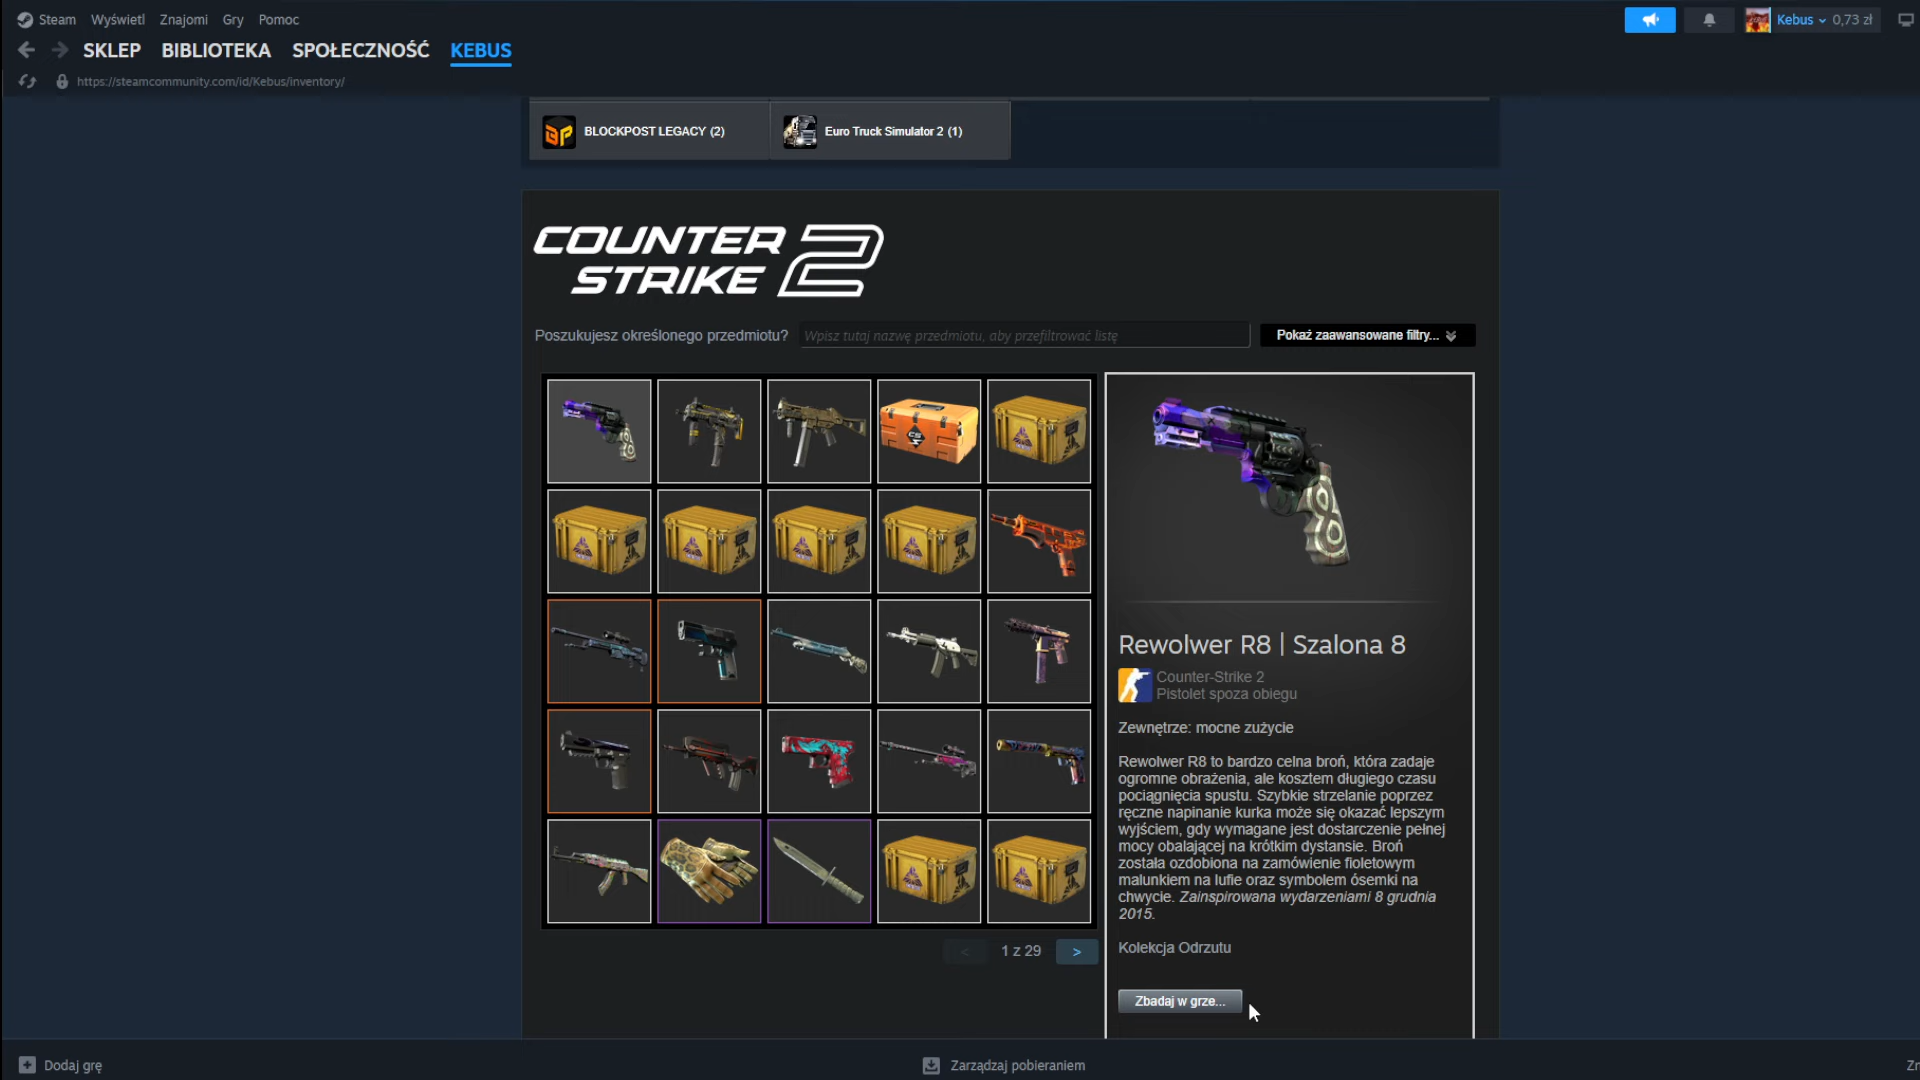 Steam Wyświetl Znajomi Gry Pomoc
Kebus 0,73 zł
SKLEP BIBLIOTEKA SPOŁECZNOŚĆ KEBUS
https://steamcommunity.com/id/Kebus/inventory/
BLOCKPOST LEGACY (2)
Euro Truck Simulator 2 (1)
COUNTER
STRIKE 2
Poszukujesz określonego przedmiotu?
Wpisz tutaj nazwę przedmiotu, aby przefiltrować listę
Pokaż zaawansowane filtry...
Rewolwer R8 | Szalona 8
Counter-Strike 2
Pistolet spoza obiegu
Zewnętrze: mocne zużycie
Rewolwer R8 to bardzo celna broń, która zadaje
ogromne obrażenia, ale kosztem długiego czasu
pociągnięcia spustu. Szybkie strzelanie poprzez
ręczne napinanie kurka może się okazać lepszym
wyjściem, gdy wymagane jest dostarczenie pełnej
mocy obalającej na krótkim dystansie. Broń
została ozdobiona na zamówienie fioletowym
malunkiem na lufie oraz symbolem ósemki na
chwycie. Zainspirowana wydarzeniami 8 grudnia
2015.
Kolekcja Odrzutu
< 1 z 29 >
Zbadaj w grze...
Dodaj grę
Zarządzaj pobieraniem